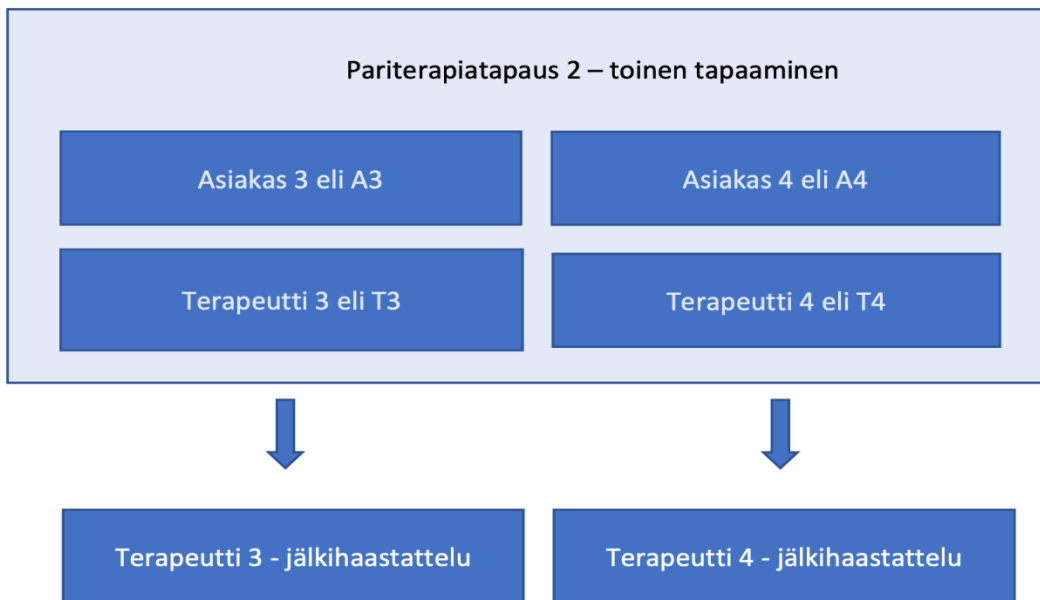 Pariterapiatapaus 2 – toinen tapaaminen
Asiakas 3 eli A3
Asiakas 4 eli A4
Terapeutti 3 eli T3
Terapeutti 4 eli T4
Terapeutti 3 - jälkihaastattelu
Terapeutti 4 - jälkihaastattelu